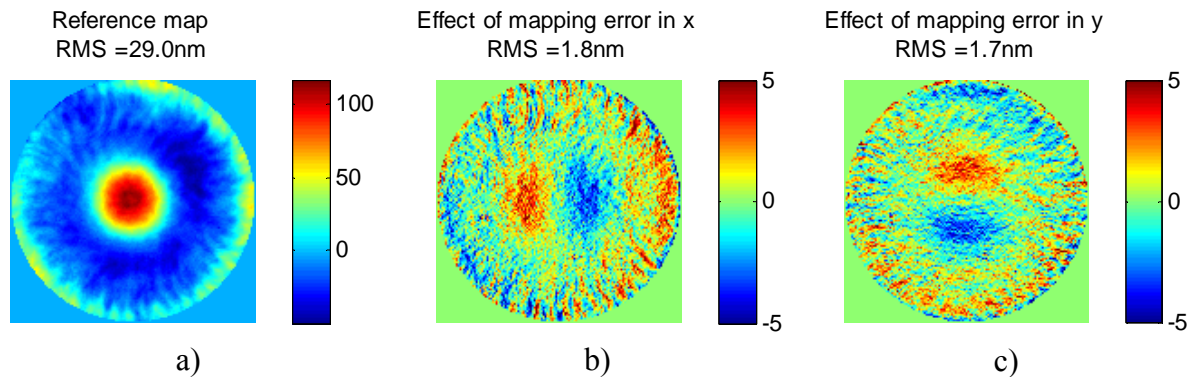 Reference map
RMS =29.0nm
Effect of mapping error in x
RMS =1.8nm
Effect of mapping error in y
RMS =1.7nm
100
50
0
5
0
-5
5
0
-5
a)
b)
c)